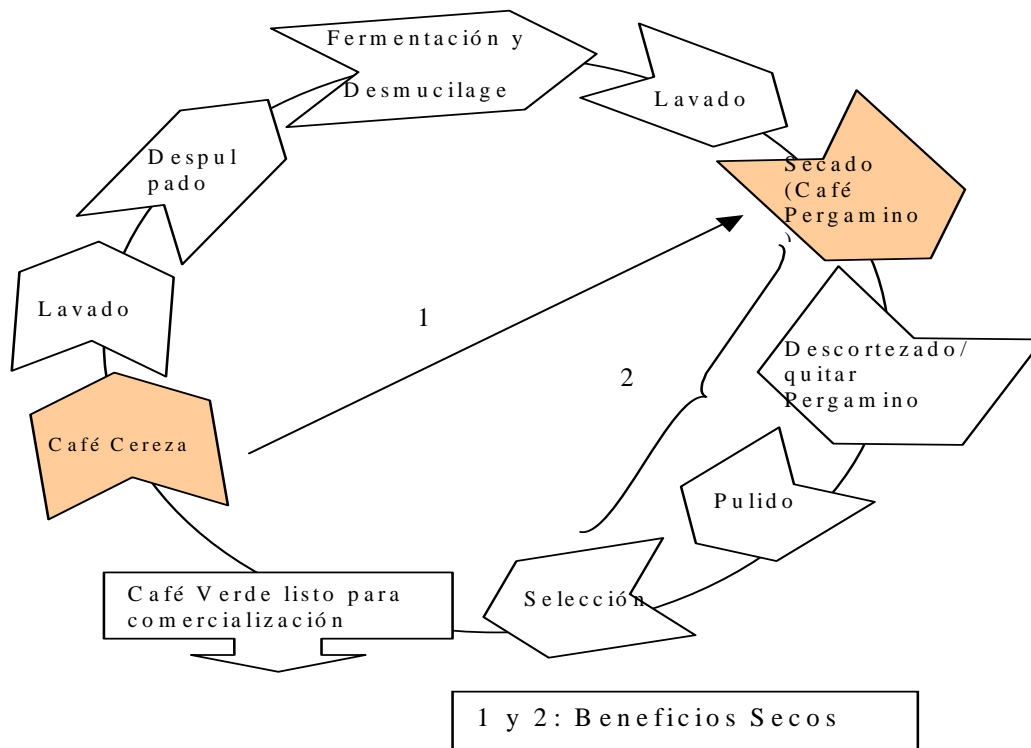 Fermentación y
Desmucilage
Lavado
Despul
pado
Secado
(Café
Pergamino
)
Lavado
1
Descortezado/
quitar
Pergamino
2
Café Cereza
Pulido
Café Verde listo para
comercialización
Selección
1 y 2: Beneficios Secos